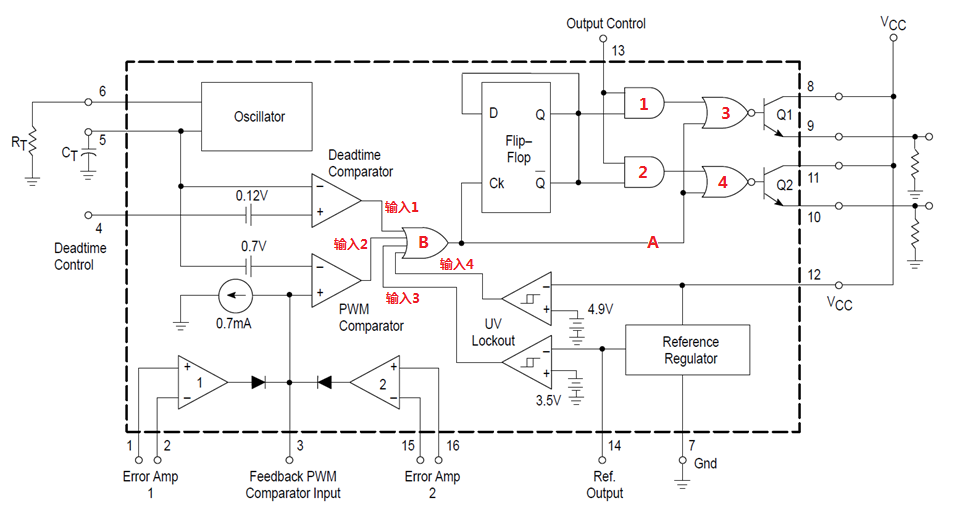 Output Control
13
VCC
6
RT
5
CT
Oscillator
Deadtime
Comparator
0.12V
4
Deadtime
Control
0.7V
0.7mA
PWM
Comparator
输入1
输入2
输入3
输入4
B
A
D
Q
Flip–
Flop
Ck
Q
1
2
3
4
Q1
Q2
8
9
11
10
12
VCC
4.9V
UV
Lockout
3.5V
Reference
Regulator
1
2
1
2
3
15
16
14
7
Gnd
Error Amp
1
Feedback PWM
Comparator Input
Error Amp
2
Ref.
Output